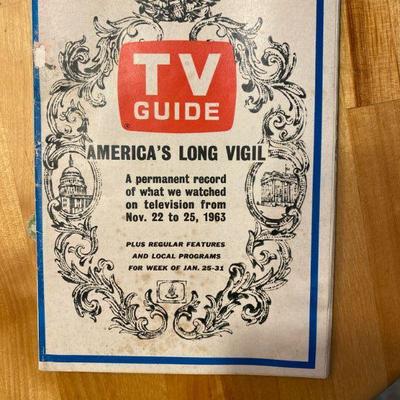 TV
GUIDE
®
AMERICA'S LONG VIGIL
A permanent record
of what we watched
on television from
Nov. 22 to 25, 1963
PLUS REGULAR FEATURES
AND LOCAL PROGRAMS
FOR WEEK OF JAN. 25-31